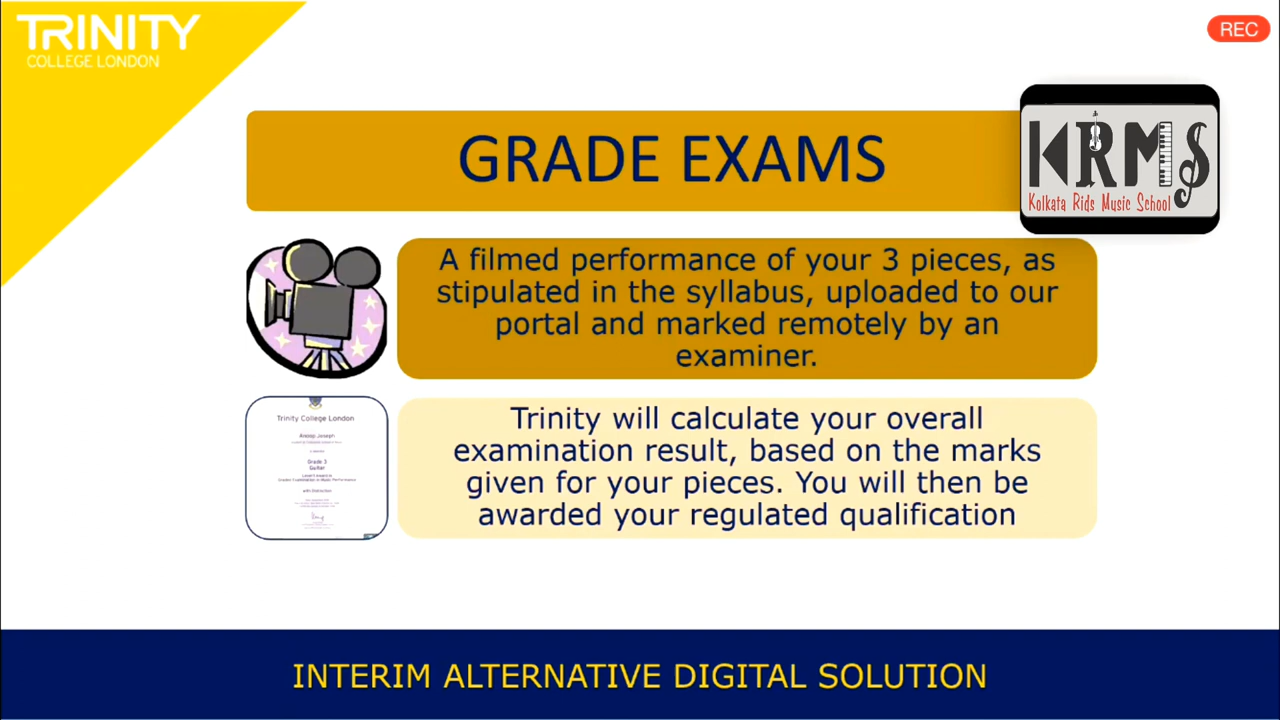 TRINITY
COLLEGE LONDON
REC
GRADE EXAMS
KRMS
Kolkata Rids Music School
A filmed performance of your 3 pieces, as
stipulated in the syllabus, uploaded to our
portal and marked remotely by an
examiner.
Trinity College London
Anoop Joseph
Grade 3
Guitar
Trinity will calculate your overall
examination result, based on the marks
given for your pieces. You will then be
awarded your regulated qualification
INTERIM ALTERNATIVE DIGITAL SOLUTION